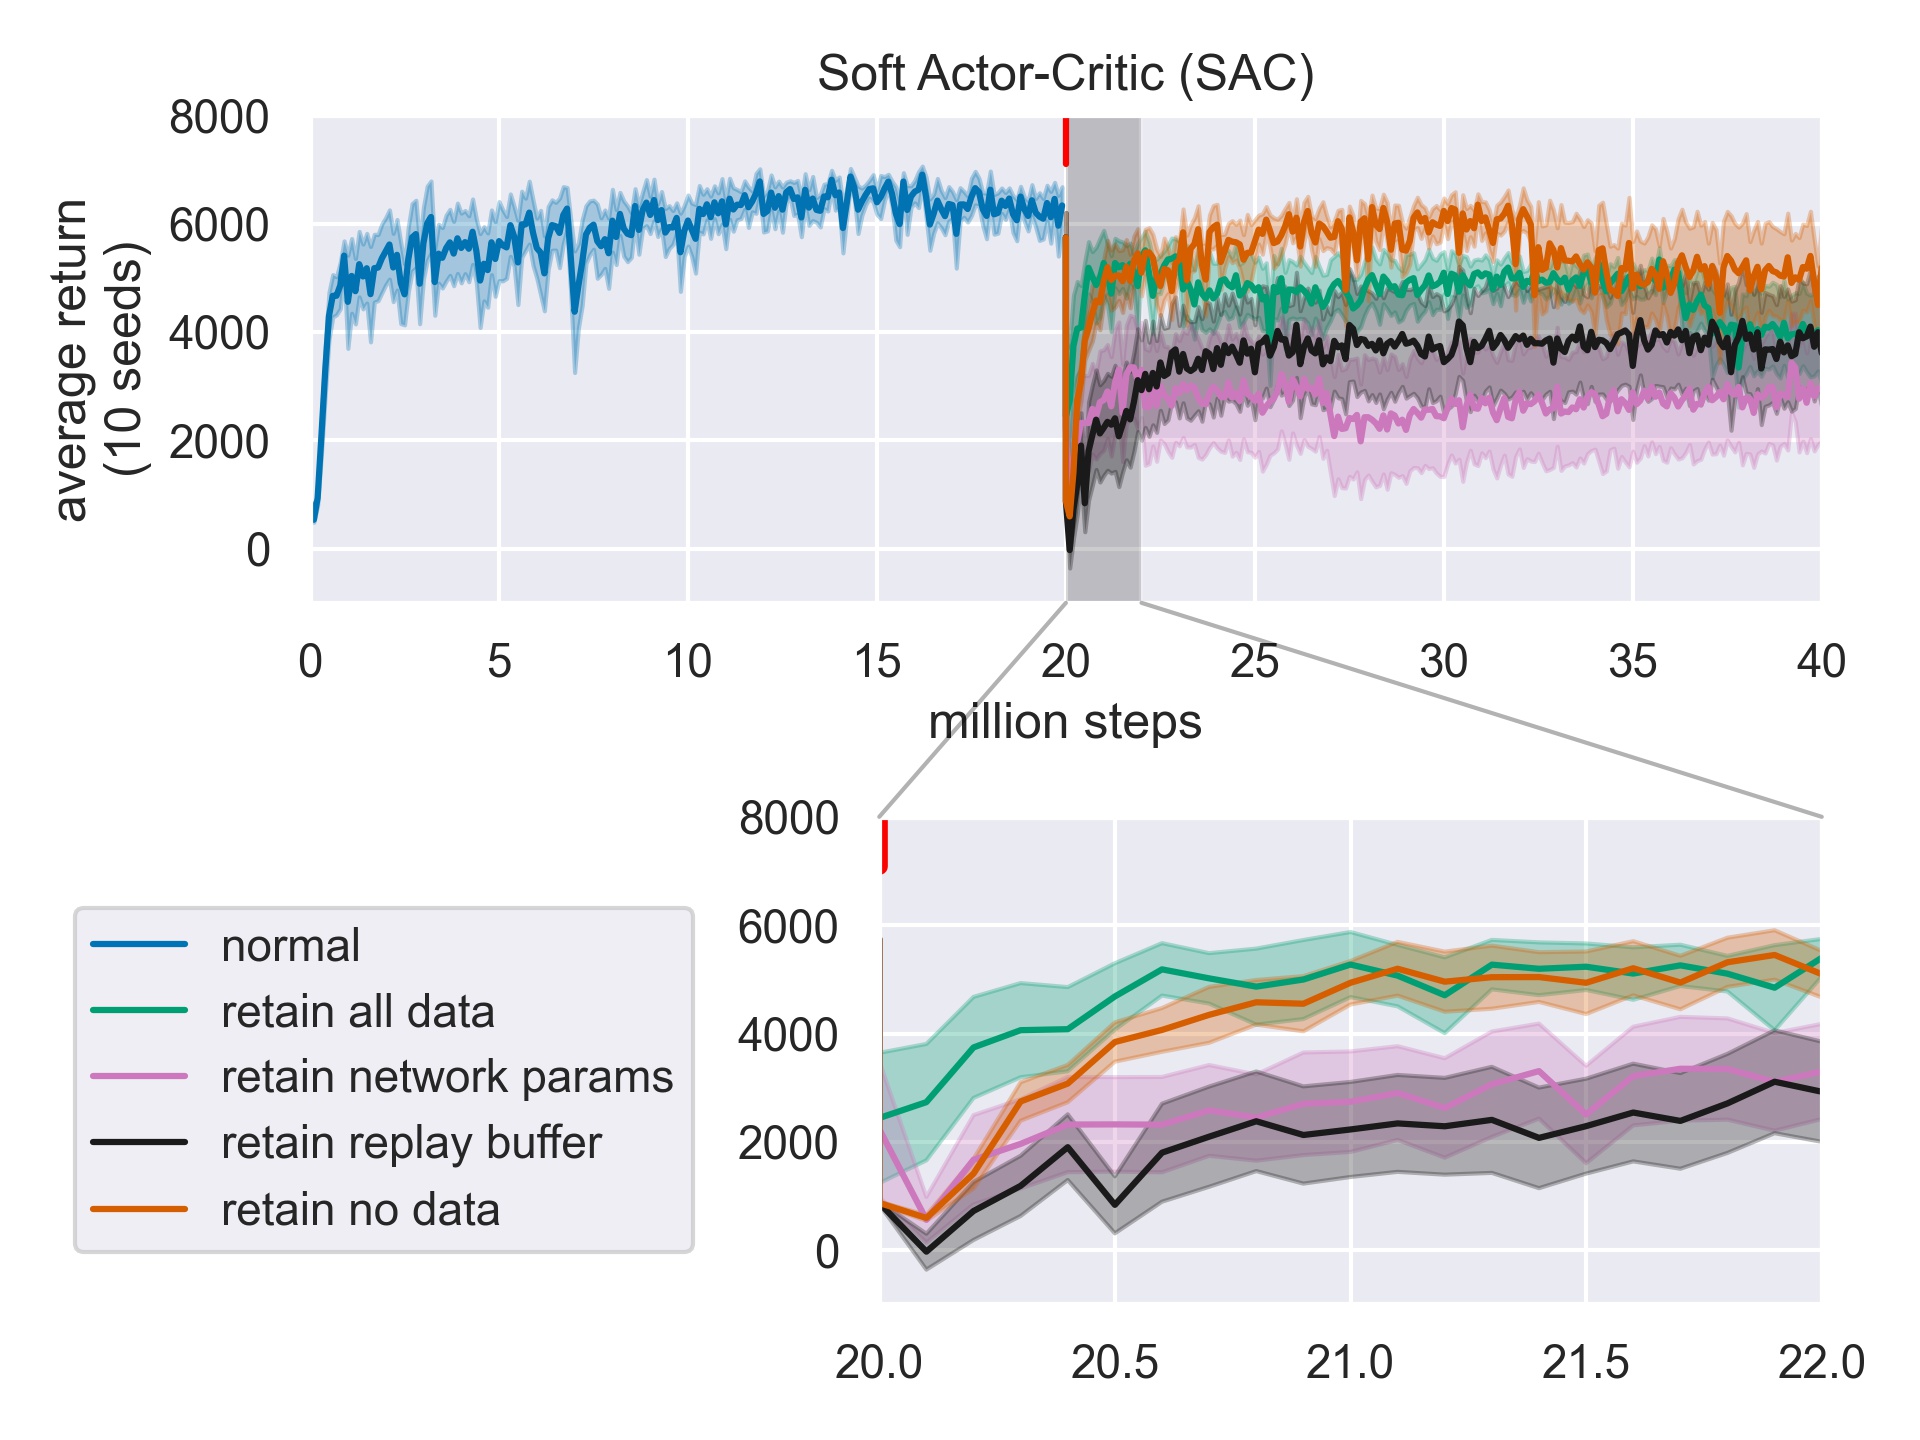 Soft Actor-Critic (SAC)
average return
(10 seeds)
8000
6000
4000
2000
0
0 5 10 15 20 25 30 35 40
million steps
8000
6000
4000
2000
0
20.0 20.5 21.0 21.5 22.0
normal
retain all data
retain network params
retain replay buffer
retain no data